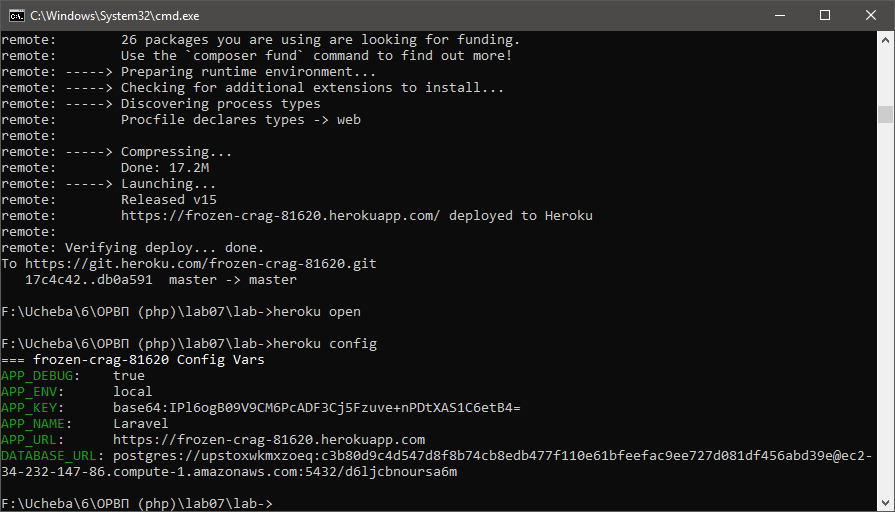 C:\Windows\System32\cmd.exe
remote:        26 packages you are using are looking for funding.
remote:        Use the `composer fund` command to find out more!
remote: -----> Preparing runtime environment...
remote: -----> Checking for additional extensions to install...
remote: -----> Discovering process types
remote:        Procfile declares types -> web
remote:
remote: -----> Compressing...
remote:        Done: 17.2M
remote: -----> Launching...
remote:        Released v15
remote:        https://frozen-crag-81620.herokuapp.com/ deployed to Heroku
remote:
remote: Verifying deploy... done.
To https://git.heroku.com/frozen-crag-81620.git
   17c4c42..db0a591  master -> master
F:\Ucheba\6\ОРВП (php)\lab07\lab->heroku open
F:\Ucheba\6\ОРВП (php)\lab07\lab->heroku config
=== frozen-crag-81620 Config Vars
APP_DEBUG:    true
APP_ENV:      local
APP_KEY:      base64:IPl6ogB09V9CM6PcADF3Cj5Fzuve+nPDtXAS1C6etB4=
APP_NAME:     Laravel
APP_URL:      https://frozen-crag-81620.herokuapp.com
DATABASE_URL: postgres://upstoxwkmxzoeq:c3b80d9c4d547d8f8b74cb8edb477f110e61bfeefac9ee727d081df456abd39e@ec2-
34-232-147-86.compute-1.amazonaws.com:5432/d6ljcbnoursa6m
F:\Ucheba\6\ОРВП (php)\lab07\lab->